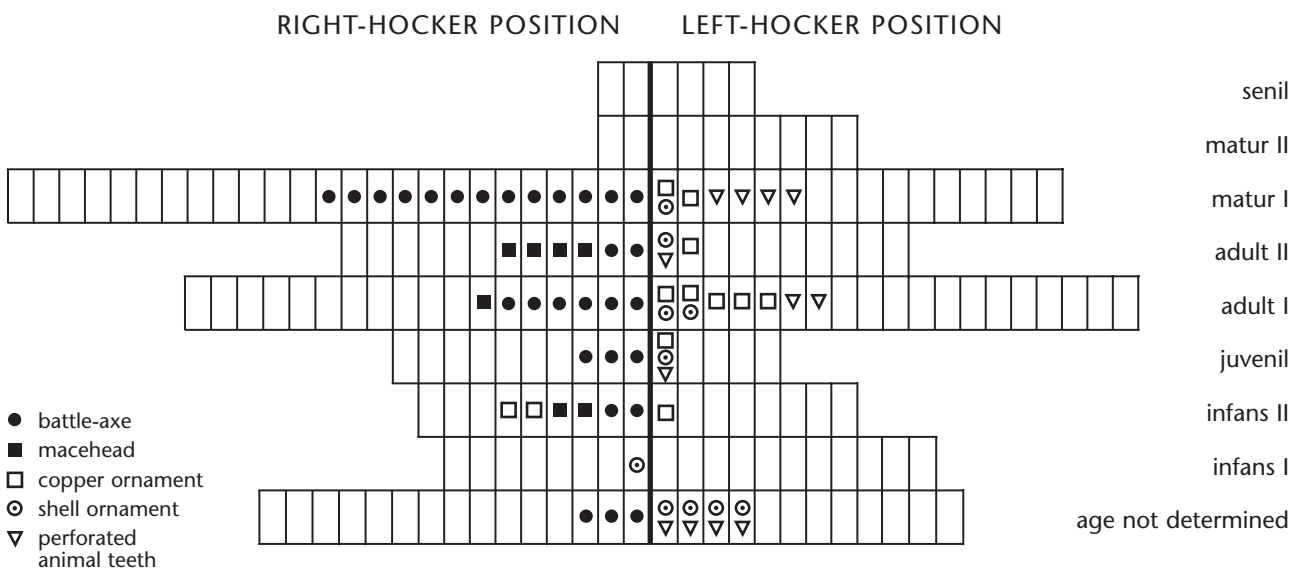 RIGHT-HOCKER POSITION LEFT-HOCKER POSITION
senil
matur II
matur I
adult II
adult I
juvenil
infans II
infans I
age not determined
battle-axe
macehead
copper ornament
shell ornament
perforated
animal teeth